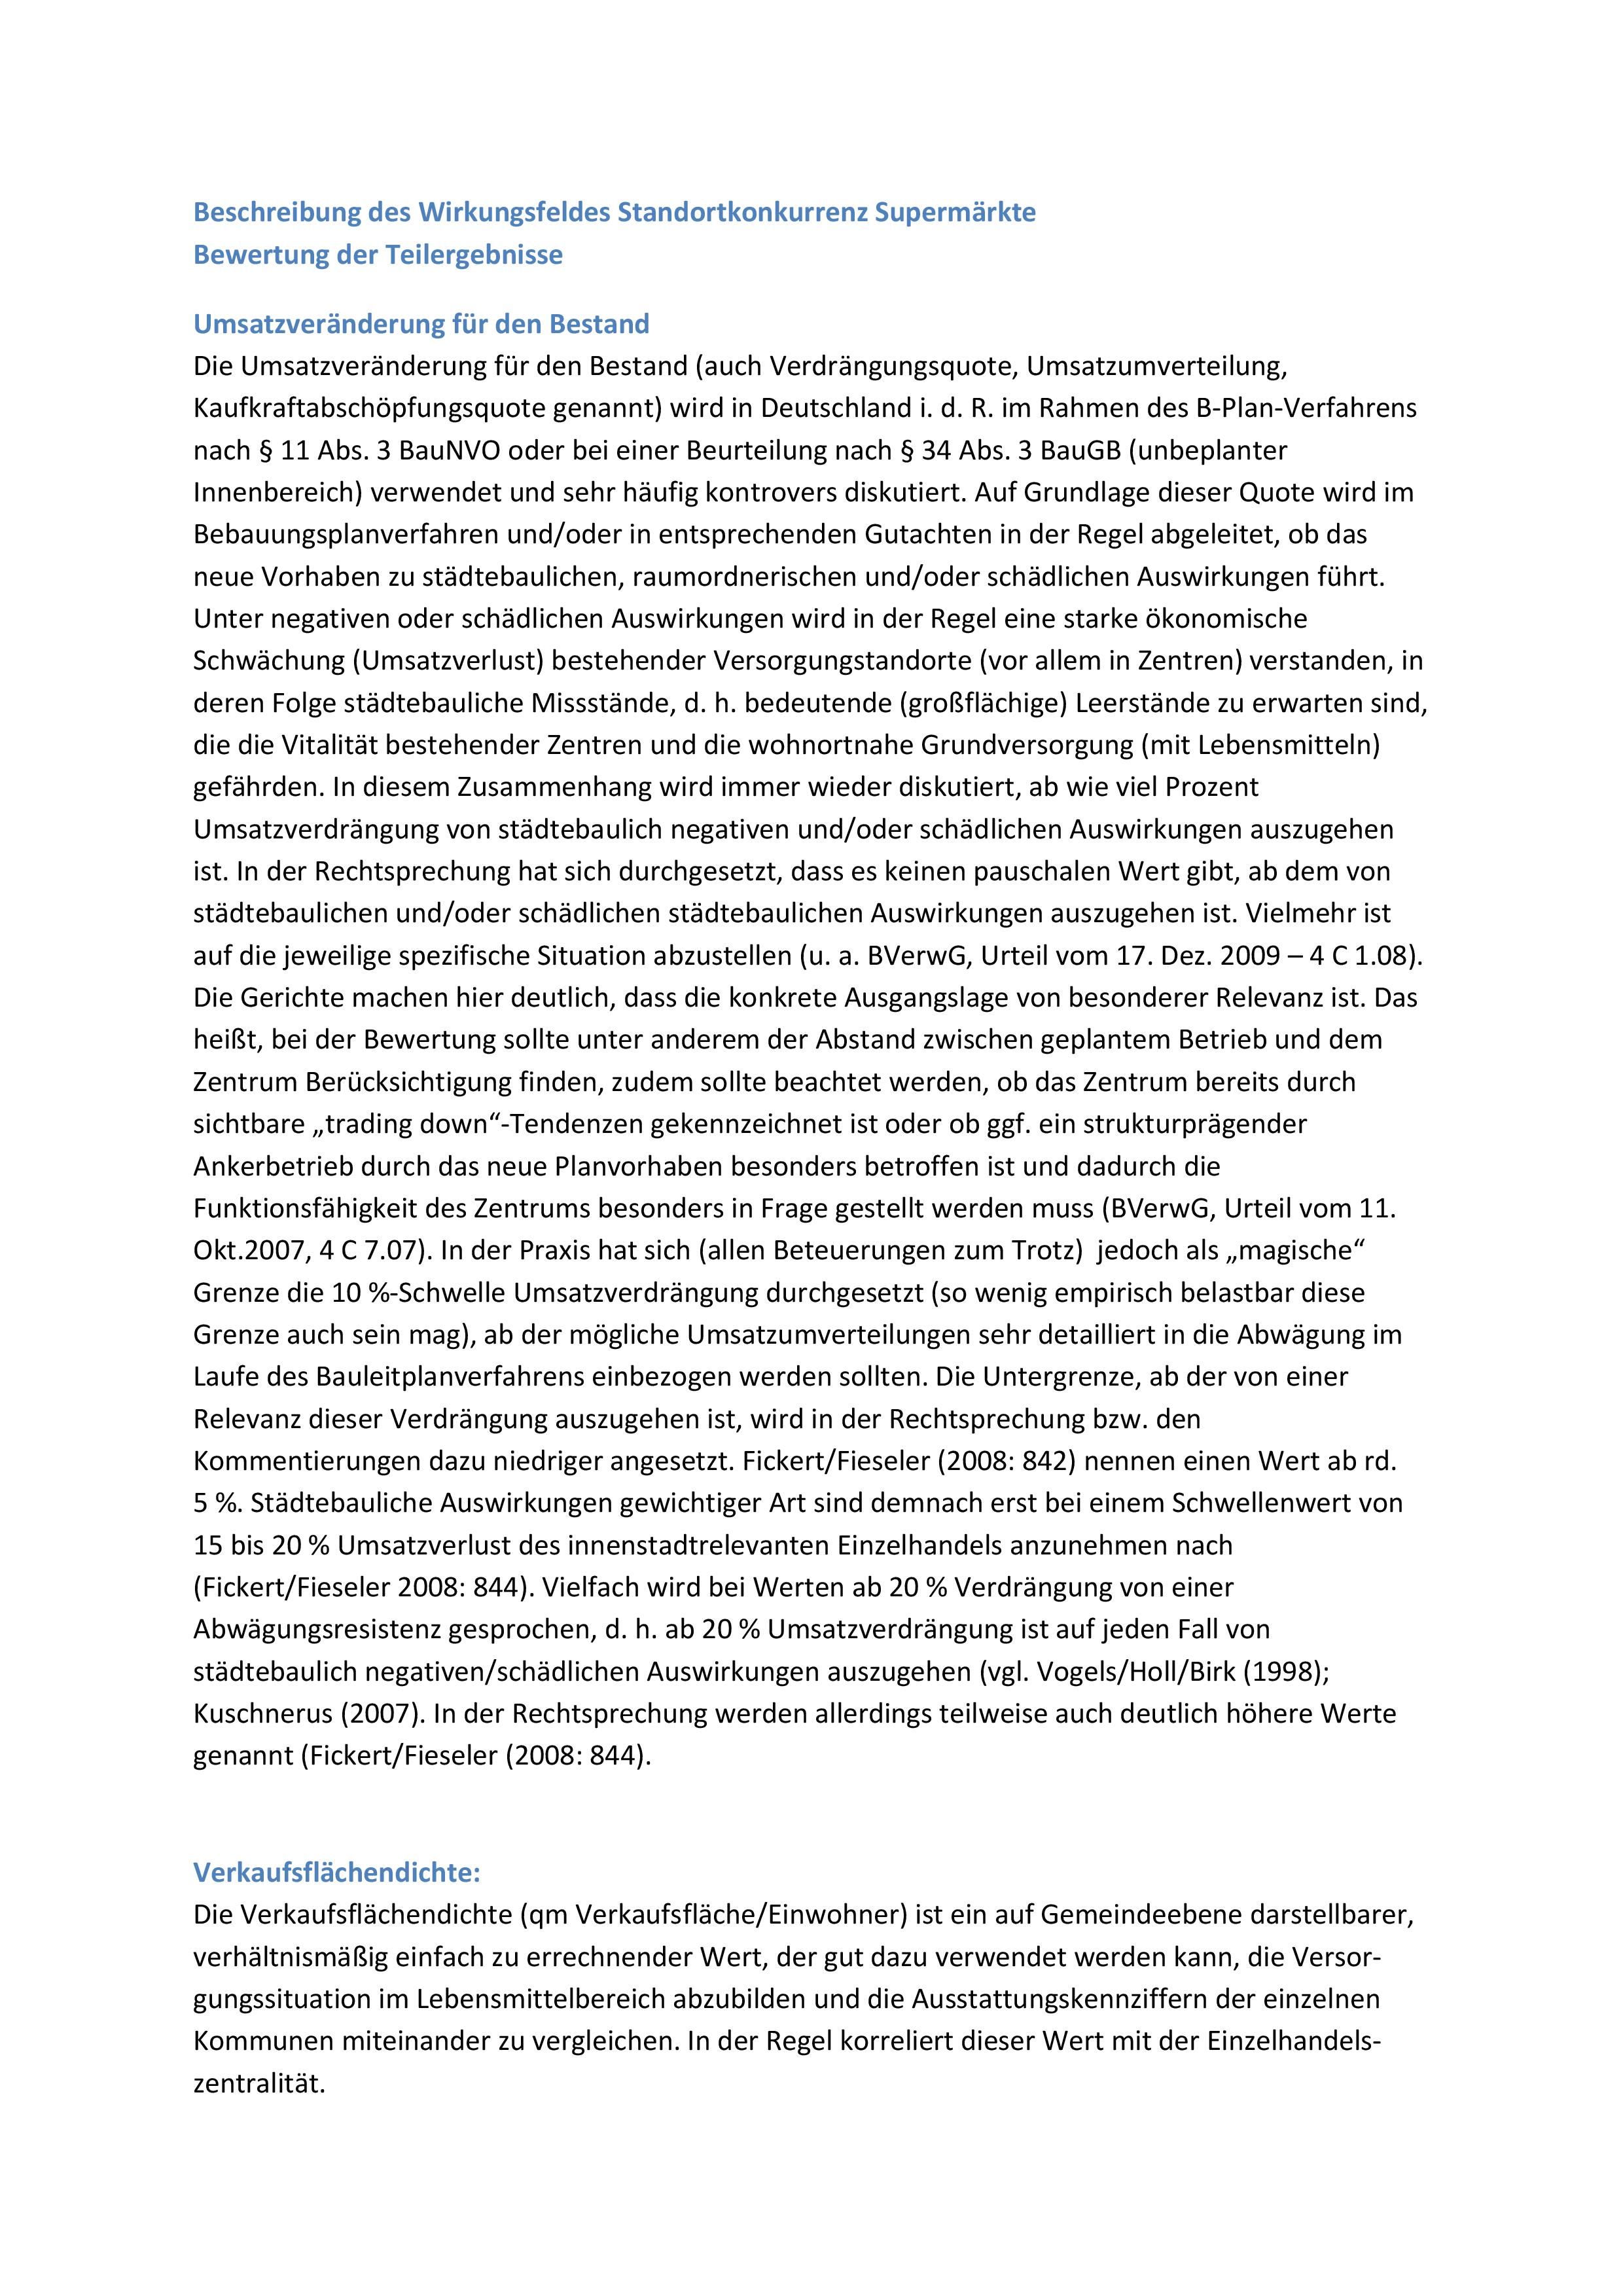 Beschreibung des Wirkungsfeldes Standortkonkurrenz Supermärkte
Bewertung der Teilergebnisse
Umsatzveränderung für den Bestand
Die Umsatzveränderung für den Bestand (auch Verdrängungsquote, Umsatzumverteilung,
Kaufkraftabschöpfungsquote genannt) wird in Deutschland i. d. R. im Rahmen des B-Plan-Verfahrens
nach § 11 Abs. 3 BauNVO oder bei einer Beurteilung nach § 34 Abs. 3 BauGB (unbeplanter
Innenbereich) verwendet und sehr häufig kontrovers diskutiert. Auf Grundlage dieser Quote wird im
Bebauungsplanverfahren und/oder in entsprechenden Gutachten in der Regel abgeleitet, ob das
neue Vorhaben zu städtebaulichen, raumordnerischen und/oder schädlichen Auswirkungen führt.
Unter negativen oder schädlichen Auswirkungen wird in der Regel eine starke ökonomische
Schwächung (Umsatzverlust) bestehender Versorgungstandorte (vor allem in Zentren) verstanden, in
deren Folge städtebauliche Missstände, d. h. bedeutende (großflächige) Leerstände zu erwarten sind,
die die Vitalität bestehender Zentren und die wohnortnahe Grundversorgung (mit Lebensmitteln)
gefährden. In diesem Zusammenhang wird immer wieder diskutiert, ab wie viel Prozent
Umsatzverdrängung von städtebaulich negativen und/oder schädlichen Auswirkungen auszugehen
ist. In der Rechtsprechung hat sich durchgesetzt, dass es keinen pauschalen Wert gibt, ab dem von
städtebaulichen und/oder schädlichen städtebaulichen Auswirkungen auszugehen ist. Vielmehr ist
auf die jeweilige spezifische Situation abzustellen (u. a. BVerwG, Urteil vom 17. Dez. 2009 – 4 C 1.08).
Die Gerichte machen hier deutlich, dass die konkrete Ausgangslage von besonderer Relevanz ist. Das
heißt, bei der Bewertung sollte unter anderem der Abstand zwischen geplantem Betrieb und dem
Zentrum Berücksichtigung finden, zudem sollte beachtet werden, ob das Zentrum bereits durch
sichtbare „trading down“-Tendenzen gekennzeichnet ist oder ob ggf. ein strukturprägender
Ankerbetrieb durch das neue Planvorhaben besonders betroffen ist und dadurch die
Funktionsfähigkeit des Zentrums besonders in Frage gestellt werden muss (BVerwG, Urteil vom 11.
Okt.2007, 4 C 7.07). In der Praxis hat sich (allen Beteuerungen zum Trotz)  jedoch als „magische“
Grenze die 10 %-Schwelle Umsatzverdrängung durchgesetzt (so wenig empirisch belastbar diese
Grenze auch sein mag), ab der mögliche Umsatzumverteilungen sehr detailliert in die Abwägung im
Laufe des Bauleitplanverfahrens einbezogen werden sollten. Die Untergrenze, ab der von einer
Relevanz dieser Verdrängung auszugehen ist, wird in der Rechtsprechung bzw. den
Kommentierungen dazu niedriger angesetzt. Fickert/Fieseler (2008: 842) nennen einen Wert ab rd.
5 %. Städtebauliche Auswirkungen gewichtiger Art sind demnach erst bei einem Schwellenwert von
15 bis 20 % Umsatzverlust des innenstadtrelevanten Einzelhandels anzunehmen nach
(Fickert/Fieseler 2008: 844). Vielfach wird bei Werten ab 20 % Verdrängung von einer
Abwägungsresistenz gesprochen, d. h. ab 20 % Umsatzverdrängung ist auf jeden Fall von
städtebaulich negativen/schädlichen Auswirkungen auszugehen (vgl. Vogels/Holl/Birk (1998);
Kuschnerus (2007). In der Rechtsprechung werden allerdings teilweise auch deutlich höhere Werte
genannt (Fickert/Fieseler (2008: 844).
Verkaufsflächendichte:
Die Verkaufsflächendichte (qm Verkaufsfläche/Einwohner) ist ein auf Gemeindeebene darstellbarer,
verhältnismäßig einfach zu errechnender Wert, der gut dazu verwendet werden kann, die Versor-
gungssituation im Lebensmittelbereich abzubilden und die Ausstattungskennziffern der einzelnen
Kommunen miteinander zu vergleichen. In der Regel korreliert dieser Wert mit der Einzelhandels-
zentralität.